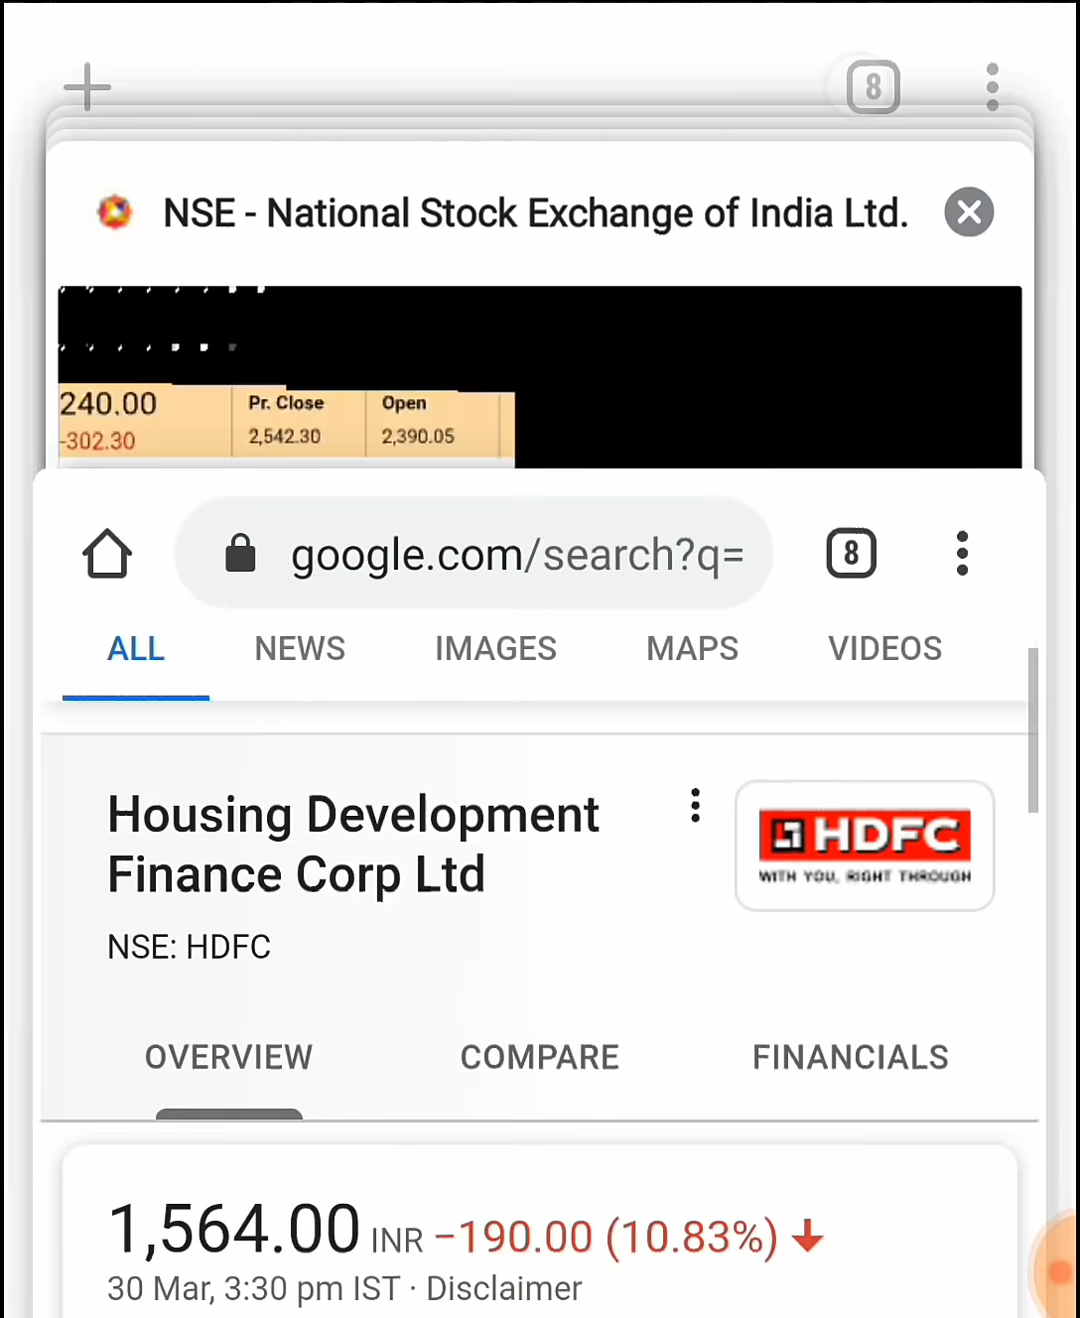 8
NSE - National Stock Exchange of India Ltd.
240.00 Pr. Close Open
-302.30 2,542.30 2,390.05
google.com/search?q= 8
ALL NEWS IMAGES MAPS VIDEOS
Housing Development
Finance Corp Ltd
HDFC
WITH YOU, RIGHT THROUGH
NSE: HDFC
OVERVIEW COMPARE FINANCIALS
1,564.00 INR −190.00 (10.83%)
30 Mar, 3:30 pm IST · Disclaimer